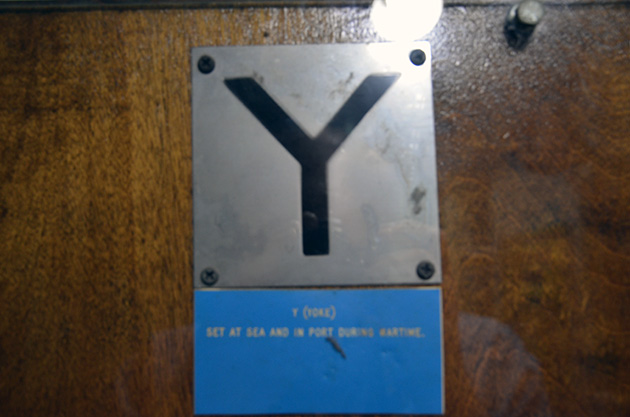 Y
Y (YOKE)
SET AT SEA AND IN PORT DURING WARTIME.